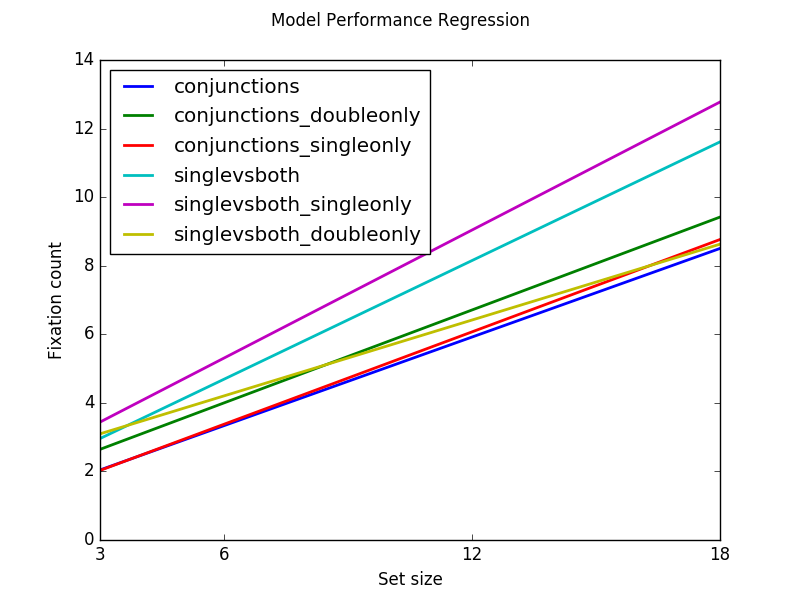 Model Performance Regression
14
12
10
8
6
4
2
0
Fixation count
conjunctions
conjunctions_doubleonly
conjunctions_singleonly
singlevsboth
singlevsboth_singleonly
singlevsboth_doubleonly
3 6 12 18
Set size